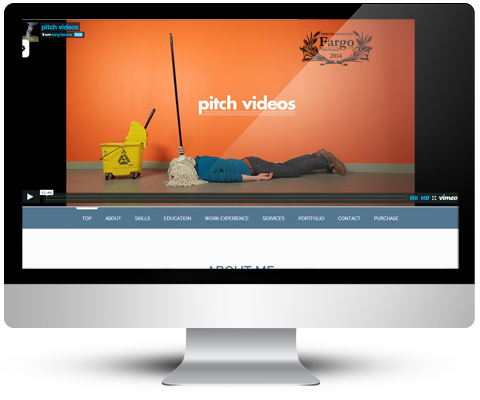 pitch videos
from
Fargo
2014
pitch videos
HD
vimeo
TOP ABOUT SKILLS EDUCATION WORK EXPERIENCE SERVICES PORTFOLIO CONTACT PURCHASE
ABOUT ME